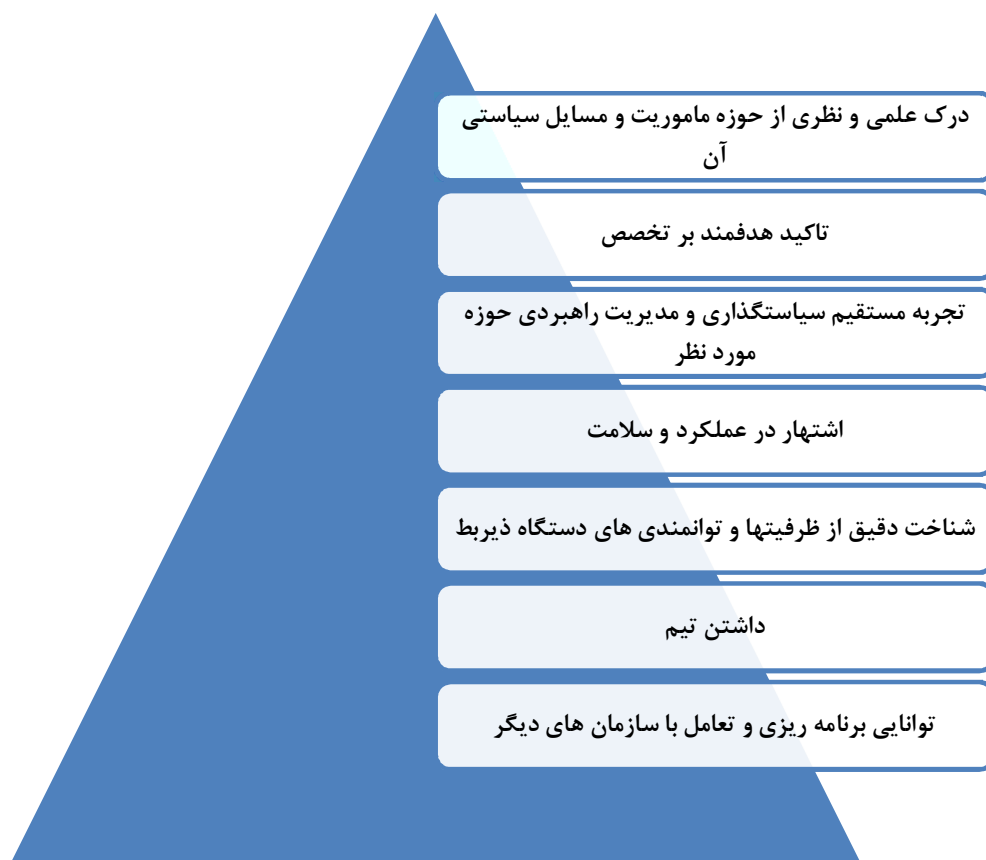 درک علمی و نظری از حوزه ماموریت و مسایل سیاستی
آن
تاکید هدفمند بر تخصص
تجربه مستقیم سیاستگذاری و مدیریت راهبردی حوزه
مورد نظر
اشتهار در عملکرد و سلامت
شناخت دقیق از ظرفیتها و توانمندی های دستگاه ذیربط
داشتن تیم
توانایی برنامه ریزی و تعامل با سازمان های دیگر